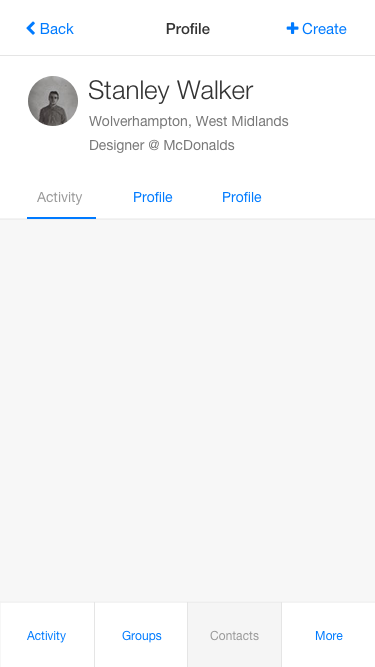 Back Profile Create
Stanley Walker
Wolverhampton, West Midlands
Designer @ McDonalds
Activity Profile Profile
Activity Groups Contacts More